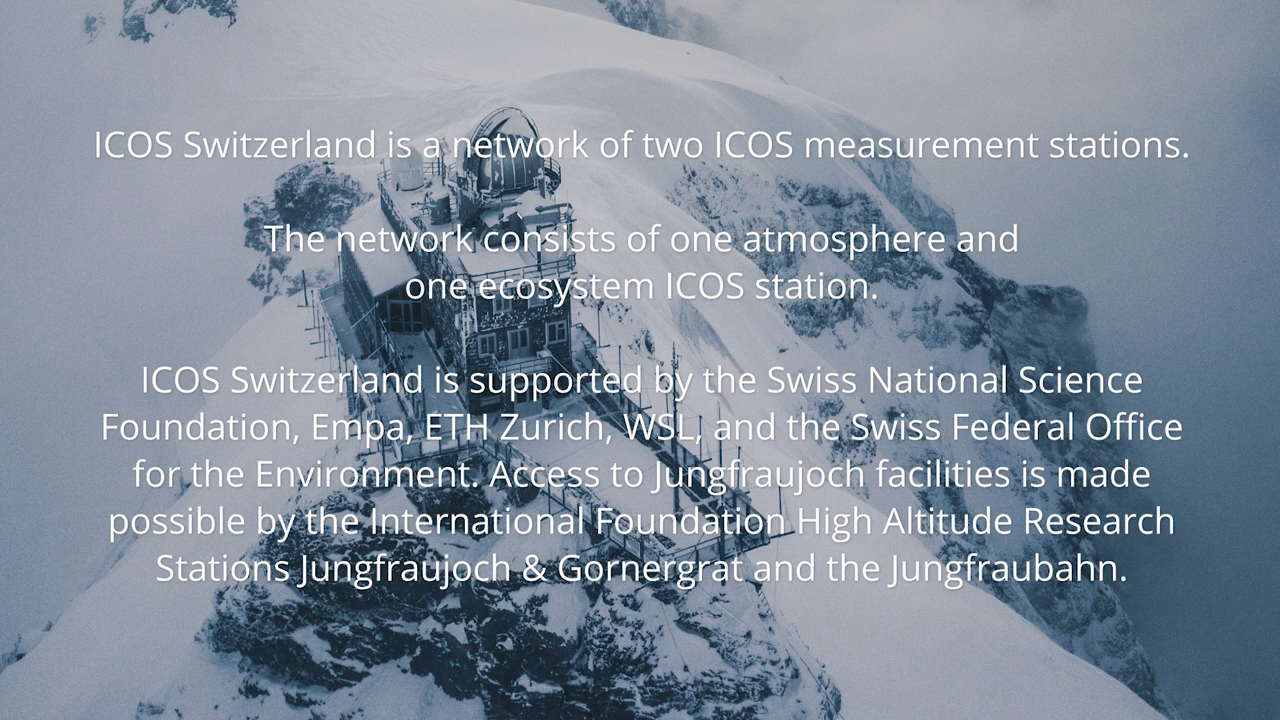 ICOS Switzerland is a network of two ICOS measurement stations.
The network consists of one atmosphere and
one ecosystem ICOS station.
ICOS Switzerland is supported by the Swiss National Science
Foundation, Empa, ETH Zurich, WSL, and the Swiss Federal Office
for the Environment. Access to Jungfraujoch facilities is made
possible by the International Foundation High Altitude Research
Stations Jungfraujoch & Gornergrat and the Jungfraubahn.